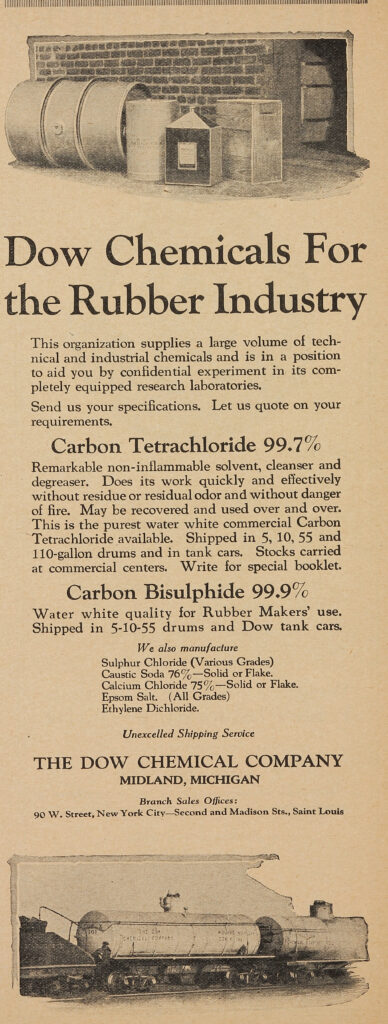 Dow Chemicals For
the Rubber Industry
This organization supplies a large volume of tech-
nical and industrial chemicals and is in a position
to aid you by confidential experiment in its com-
pletely equipped research laboratories.
Send us your specifications. Let us quote on your
requirements.
Carbon Tetrachloride 99.7%
Remarkable non-inflammable solvent, cleanser and
degreaser. Does its work quickly and effectively
without residue or residual odor and without danger
of fire. May be recovered and used over and over.
This is the purest water white commercial Carbon
Tetrachloride available. Shipped in 5, 10, 55 and
110-gallon drums and in tank cars. Stocks carried
at commercial centers. Write for special booklet.
Carbon Bisulphide 99.9%
Water white quality for Rubber Makers' use.
Shipped in 5-10-55 drums and Dow tank cars.
We also manufacture
Sulphur Chloride (Various Grades)
Caustic Soda 76%—Solid or Flake.
Calcium Chloride 75%—Solid or Flake.
Epsom Salt. (All Grades)
Ethylene Dichloride.
Unexcelled Shipping Service
THE DOW CHEMICAL COMPANY
MIDLAND, MICHIGAN
Branch Sales Offices:
90 W. Street, New York City—Second and Madison Sts., Saint Louis
THE DOW
CHEMICAL COMPANY